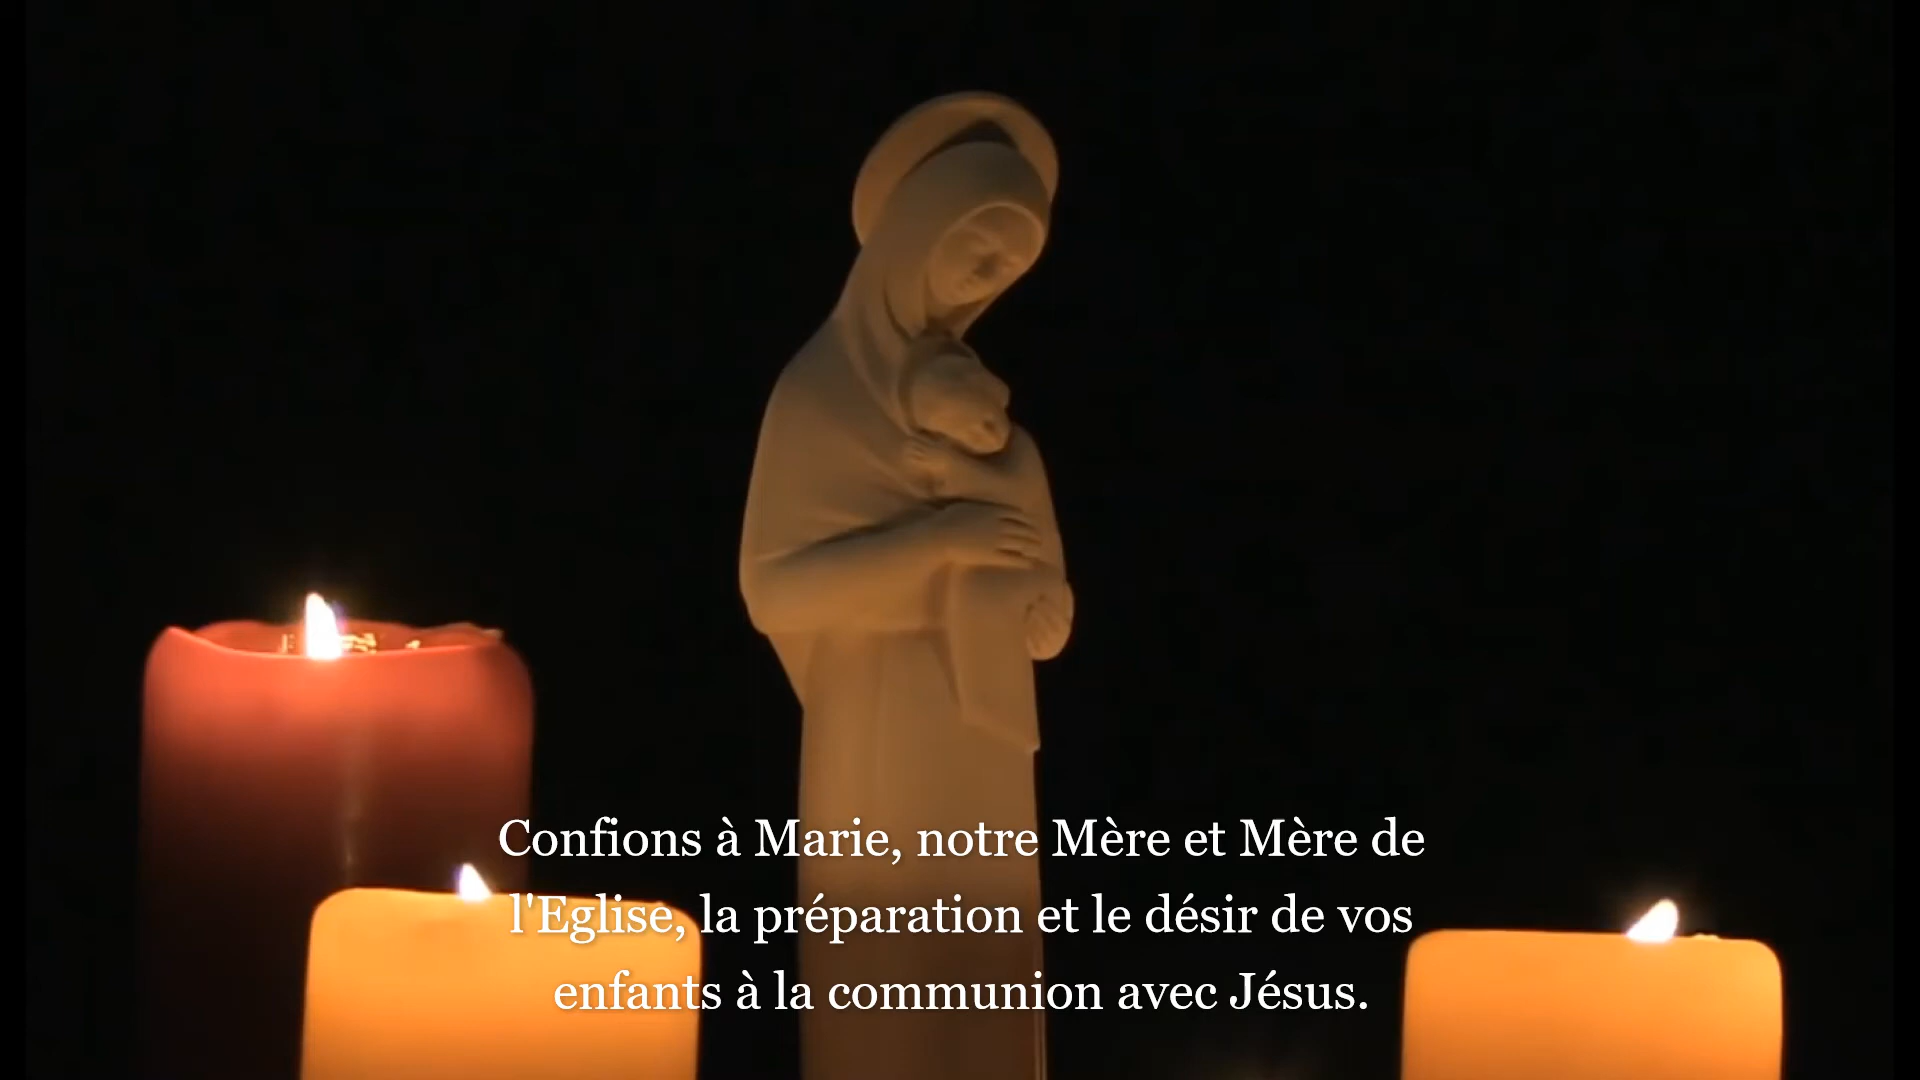 Confions à Marie, notre Mère et Mère de
l'Eglise, la préparation et le désir de vos
enfants à la communion avec Jésus.